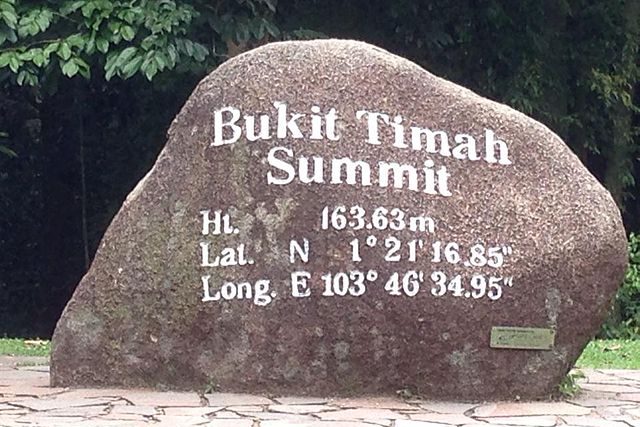 Bukit Timah
Summit
Ht. 163.63m
Lat. N 1°21'16.85"
Long. E 103°46'34.95"